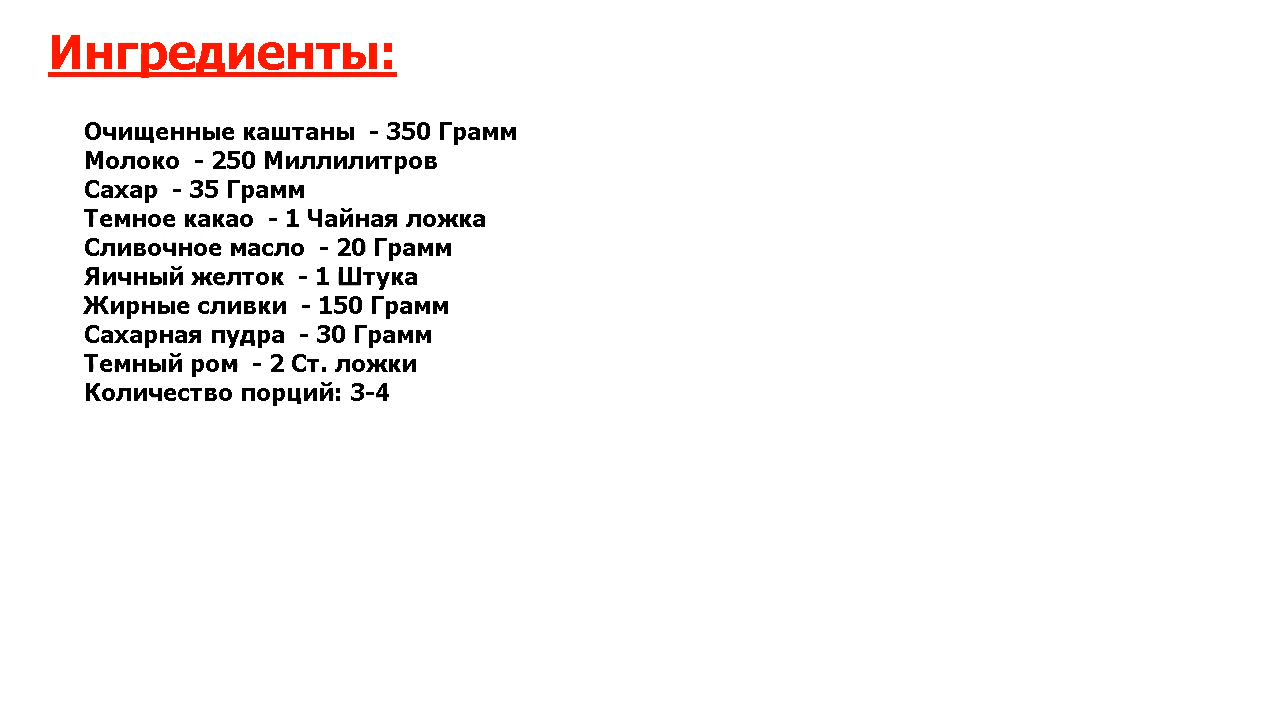 Ингредиенты:
Очищенные каштаны  - 350 Грамм
Молоко  - 250 Миллилитров
Сахар  - 35 Грамм
Темное какао  - 1 Чайная ложка
Сливочное масло  - 20 Грамм
Яичный желток  - 1 Штука
Жирные сливки  - 150 Грамм
Сахарная пудра  - 30 Грамм
Темный ром  - 2 Ст. ложки
Количество порций: 3-4